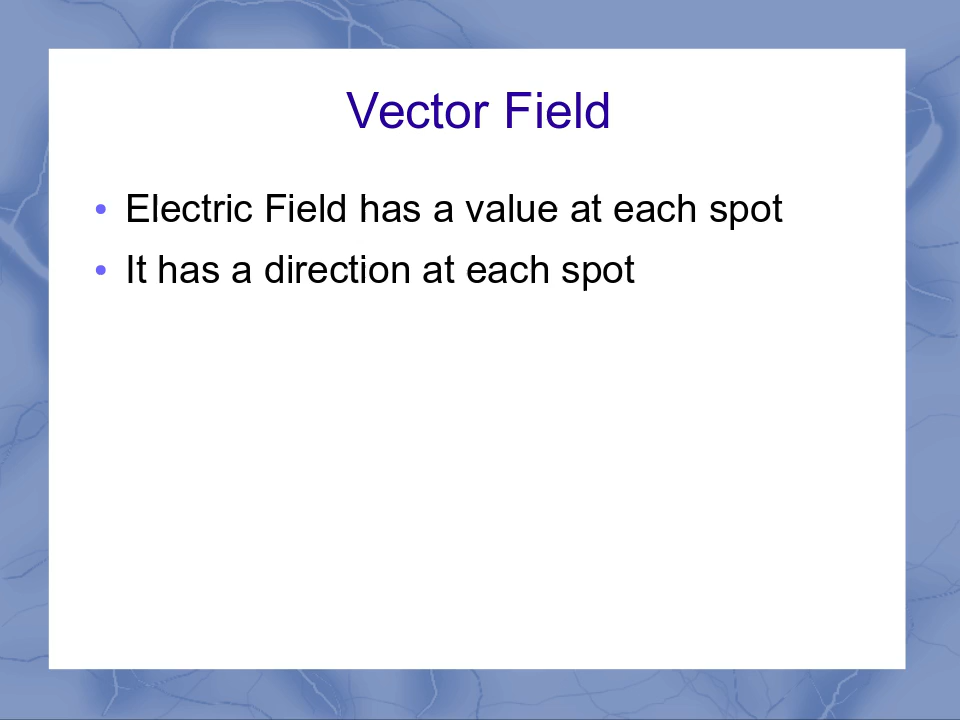 Vector Field
• Electric Field has a value at each spot
• It has a direction at each spot